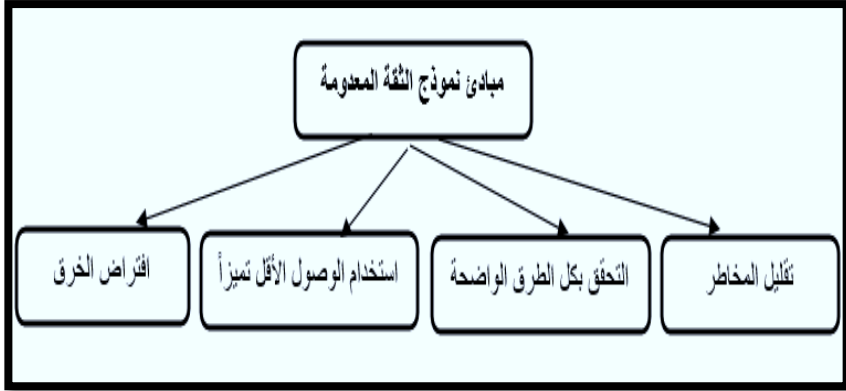 مبادئ نموذج الثقة المعدومة
تقليل المخاطر
التحقق بكل الطرق الواضحة
استخدام الوصول الأقل تميزاً
افتراض الخرق